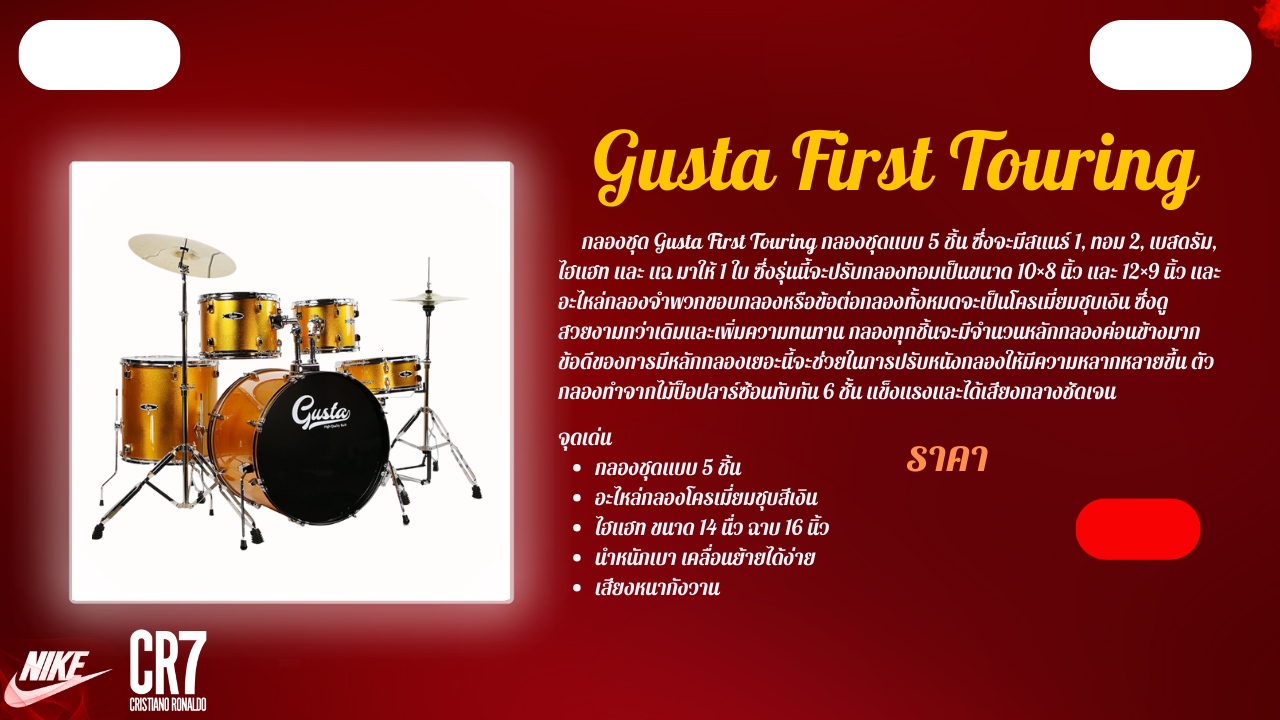 Gusta First Touring
กลองชุด Gusta First Touring กลองชุดแบบ 5 ชิ้น ซึ่งจะมีสแนร์ 1, ทอม 2, เบสดรัม,
ไฮแฮท และ แฉ มาให้ 1 ใบ ซึ่งรุ่นนี้จะปรับกลองทอมเป็นขนาด 10×8 นิ้ว และ 12×9 นิ้ว และ
อะไหล่กลองจำพวกขอบกลองหรือข้อต่อกลองทั้งหมดจะเป็นโครเมี่ยมชุบเงิน ซึ่งดู
สวยงามกว่าเดิมและเพิ่มความทนทาน กลองทุกชิ้นจะมีจำนวนหลักกลองค่อนข้างมาก
ข้อดีของการมีหลักกลองเยอะนี้จะช่วยในการปรับหนังกลองให้มีความหลากหลายขึ้น ตัว
กลองทำจากไม้ป็อปลาร์ซ้อนทับกัน 6 ชั้น แข็งแรงและได้เสียงกลางชัดเจน
จุดเด่น
กลองชุดแบบ 5 ชิ้น
อะไหล่กลองโครเมี่ยมชุบสีเงิน
ไฮแฮท ขนาด 14 นื่ว ฉาบ 16 นิ้ว
นำหนักเบา เคลื่อนย้ายได้ง่าย
เสียงหนากังวาน
ราคา
Gusta
NIKE
CR7
CRISTIANO RONALDO